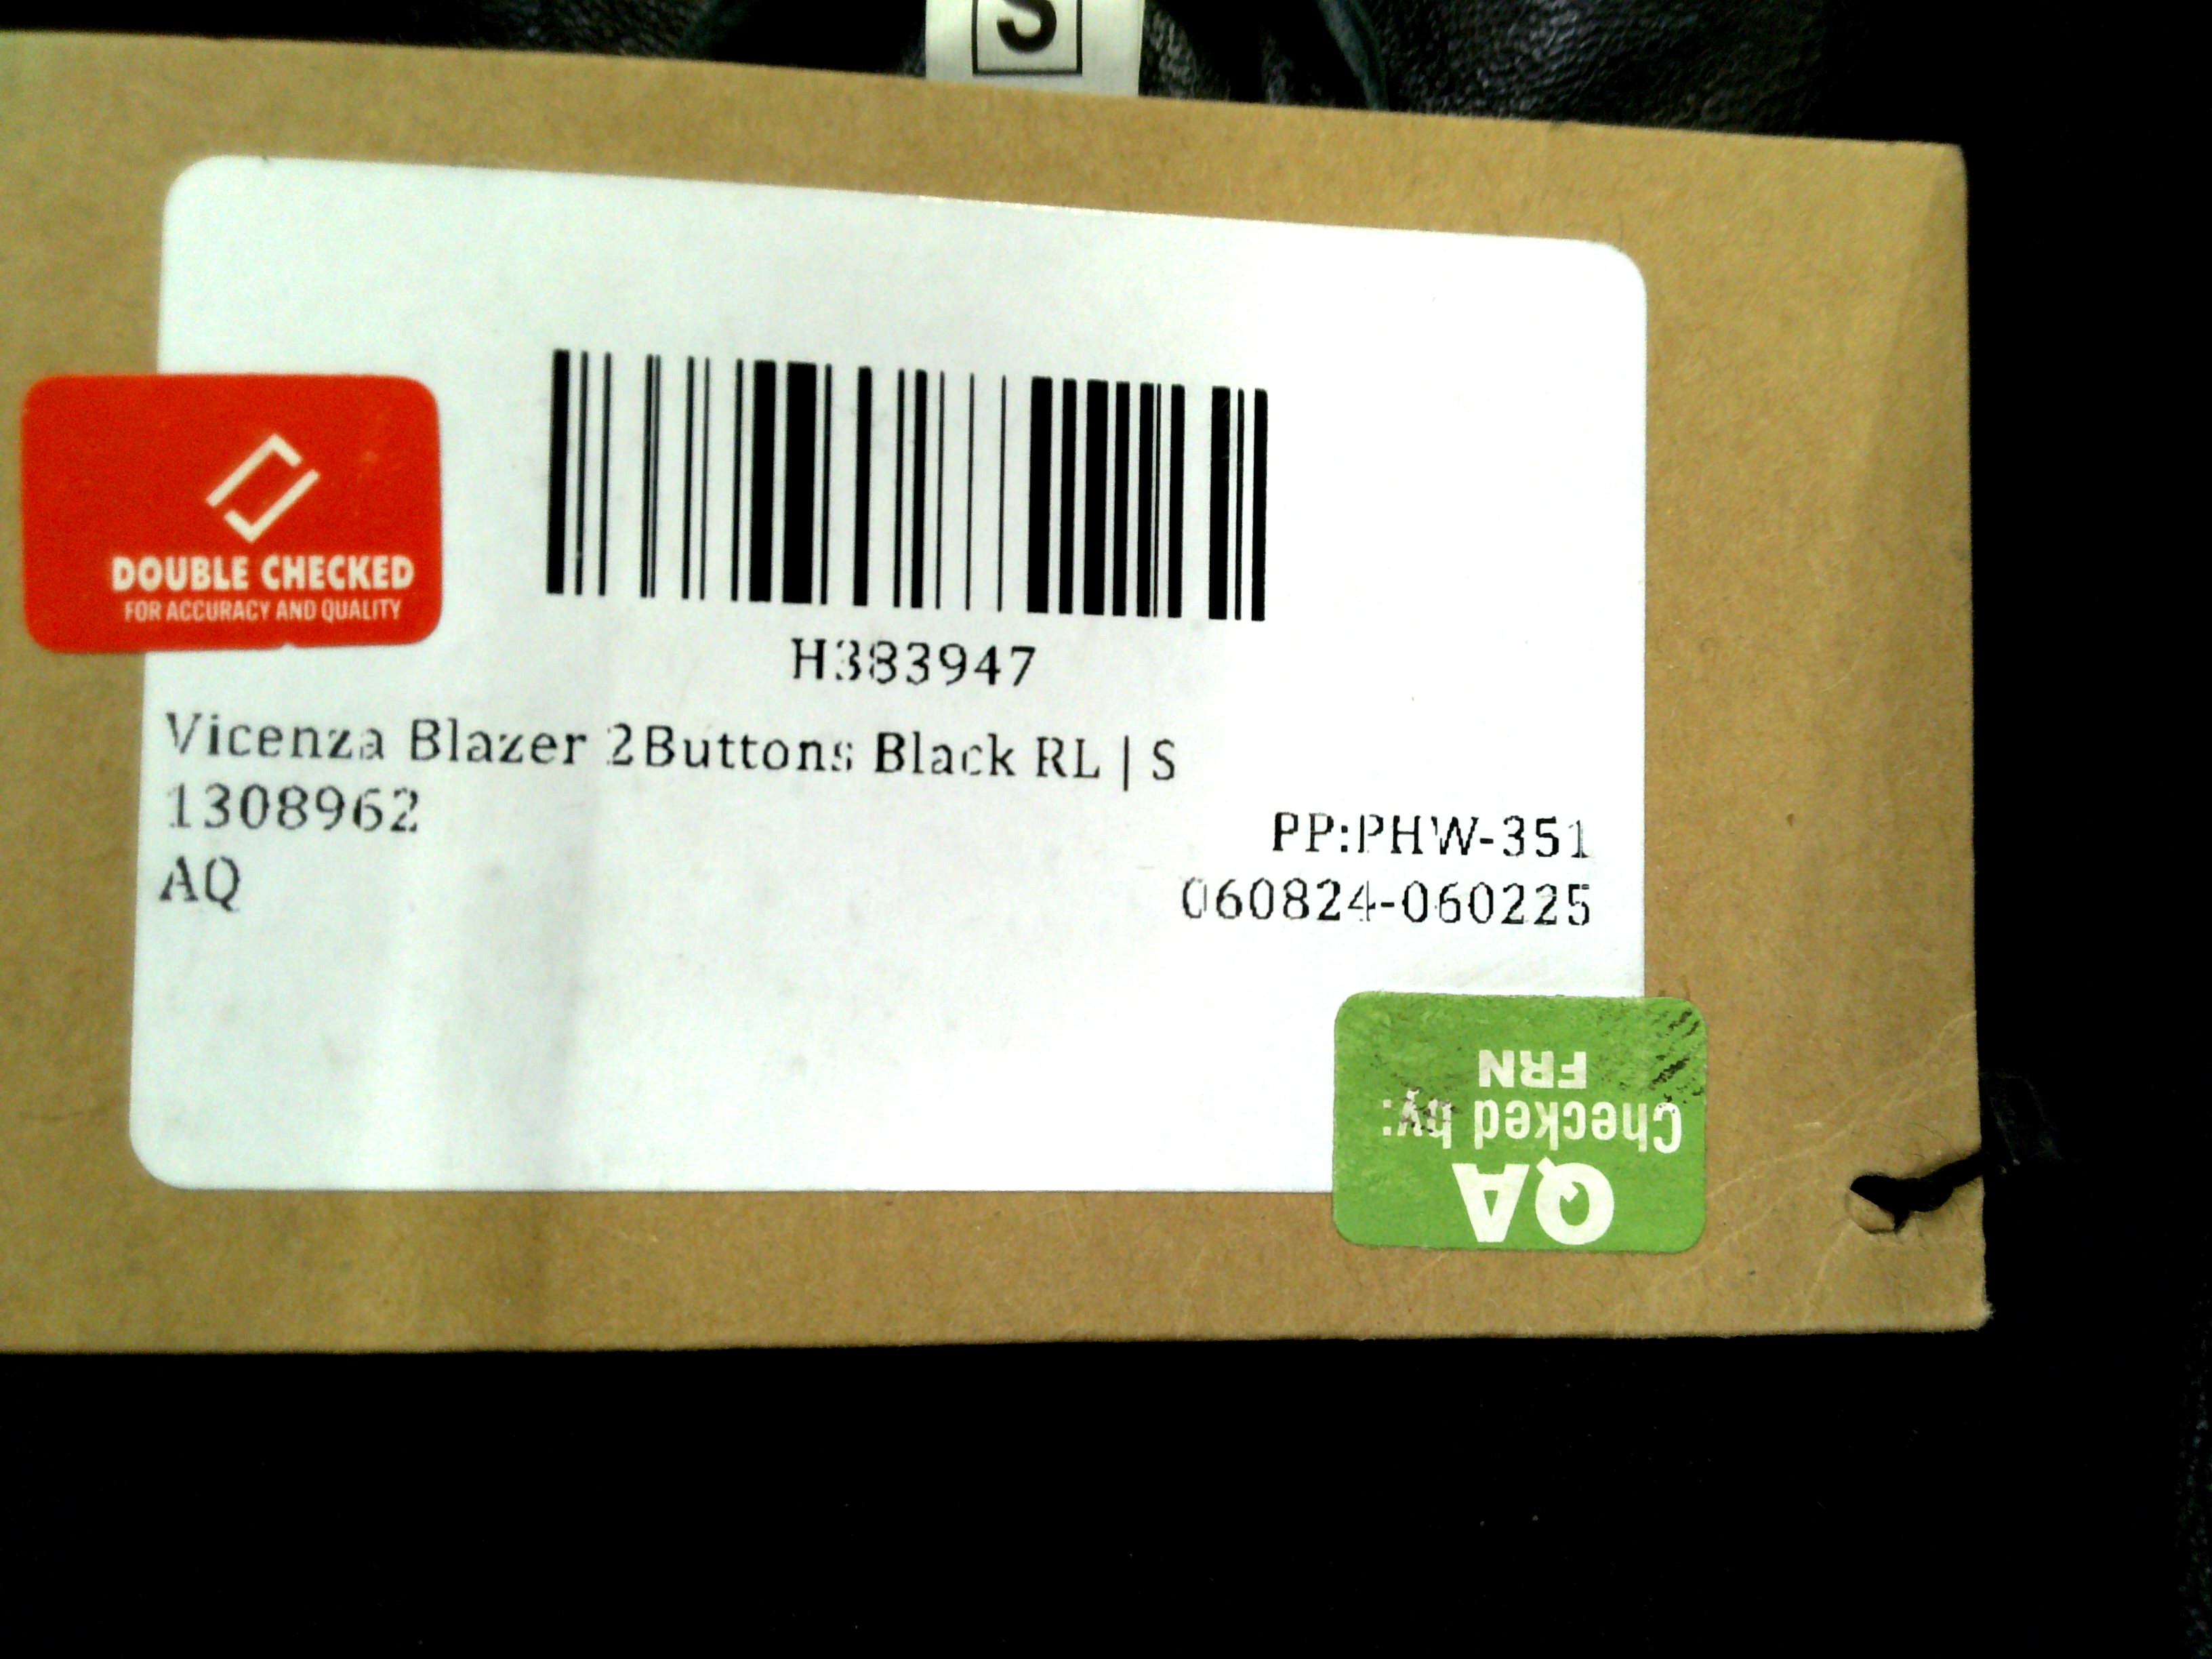 S
DOUBLE CHECKED
FOR ACCURACY AND QUALITY
H383947
Vicenza Blazer 2Buttons Black RL | S
1308962
AQ
PP:PHW-351
060824-060225
QA
Checked by:
FRN